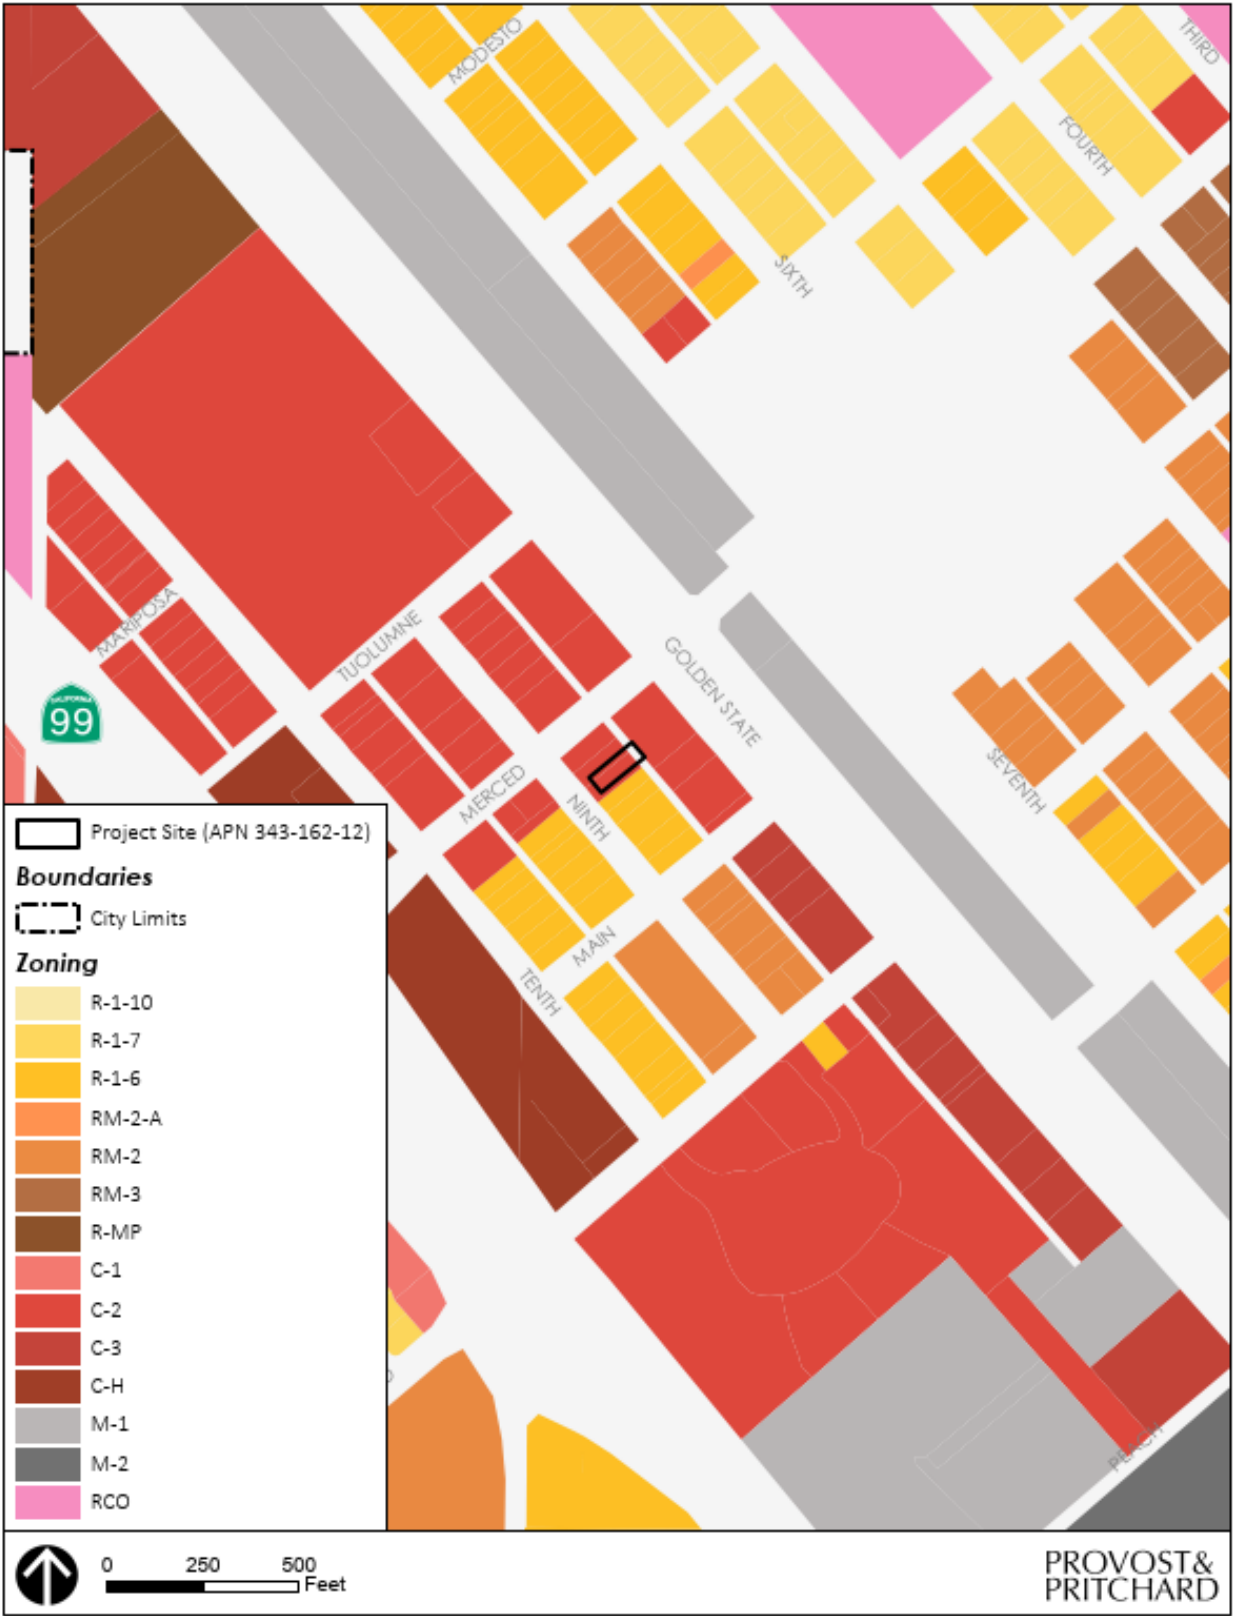 MODESTO
THIRD
FOURTH
SIXTH
MARIPOSA
TUOLUMNE
GOLDEN STATE
CALIFORNIA
99
MERCED
NINTH
SEVENTH
MAIN
TENTH
PEACH
Project Site (APN 343-162-12)
Boundaries
City Limits
Zoning
R-1-10
R-1-7
R-1-6
RM-2-A
RM-2
RM-3
R-MP
C-1
C-2
C-3
C-H
M-1
M-2
RCO
0 250 500
Feet
PROVOST&
PRITCHARD